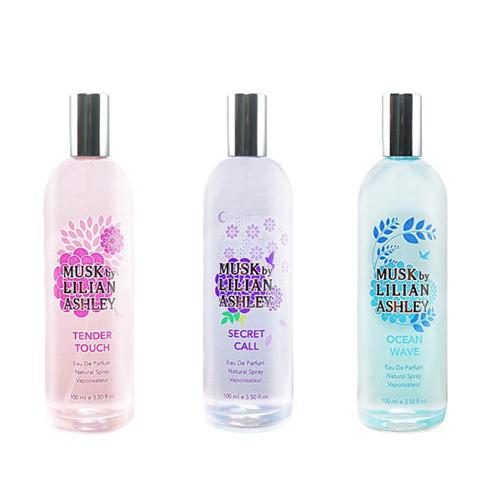 MUSK by
LILIAN
ASHLEY
TENDER
TOUCH
Eau De Parfum
Natural Spray
Vaporisateur
100 ml e 3.50 fl.oz
MUSK by
LILIAN
ASHLEY
SECRET
CALL
Eau De Parfum
Natural Spray
Vaporisateur
100 ml e 3.50 fl.oz
MUSK by
LILIAN
ASHLEY
OCEAN
WAVE
Eau De Parfum
Natural Spray
Vaporisateur
100 ml e 3.50 fl.oz